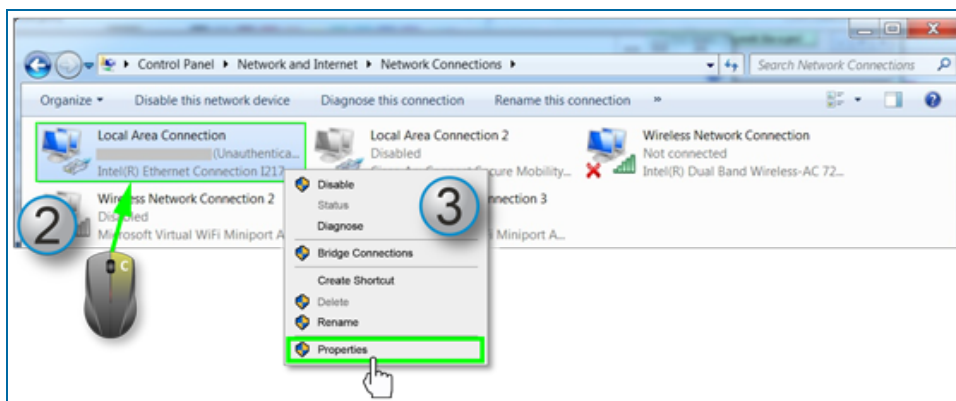 Control Panel ▸ Network and Internet ▸ Network Connections ▸
Search Network Connections
Organize
Disable this network device
Diagnose this connection
Rename this connection
»
Local Area Connection
(Unauthentica...
Intel(R) Ethernet Connection I217
Local Area Connection 2
Disabled
Secure Mobility...
Wireless Network Connection
Not connected
Intel(R) Dual Band Wireless-AC 72...
Wireless Network Connection 2
Disabled
Microsoft Virtual WiFi Miniport A
nnection 3
Miniport A...
2
3
C
Disable
Status
Diagnose
Bridge Connections
Create Shortcut
Delete
Rename
Properties